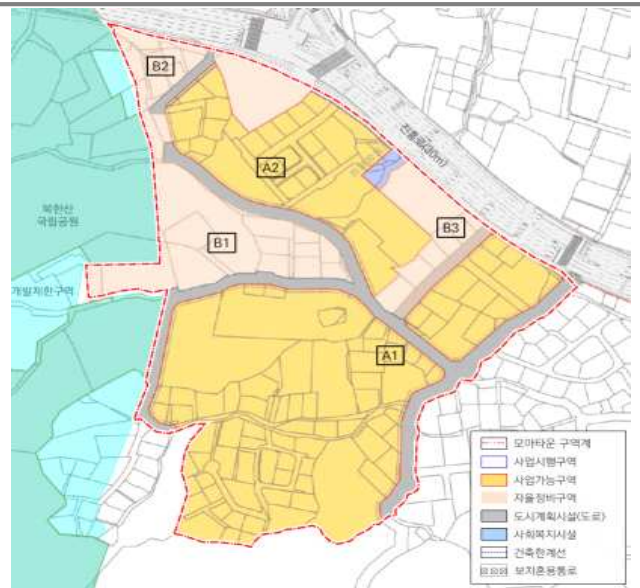 B2
진흥로(30m)
A2
북한산
국립공원
B3
B1
개발제한구역
A1
모아타운 구역계
사업시행구역
사업가능구역
자율정비구역
도시계획시설(도로)
사회복지시설
건축한계선
보차혼용통로